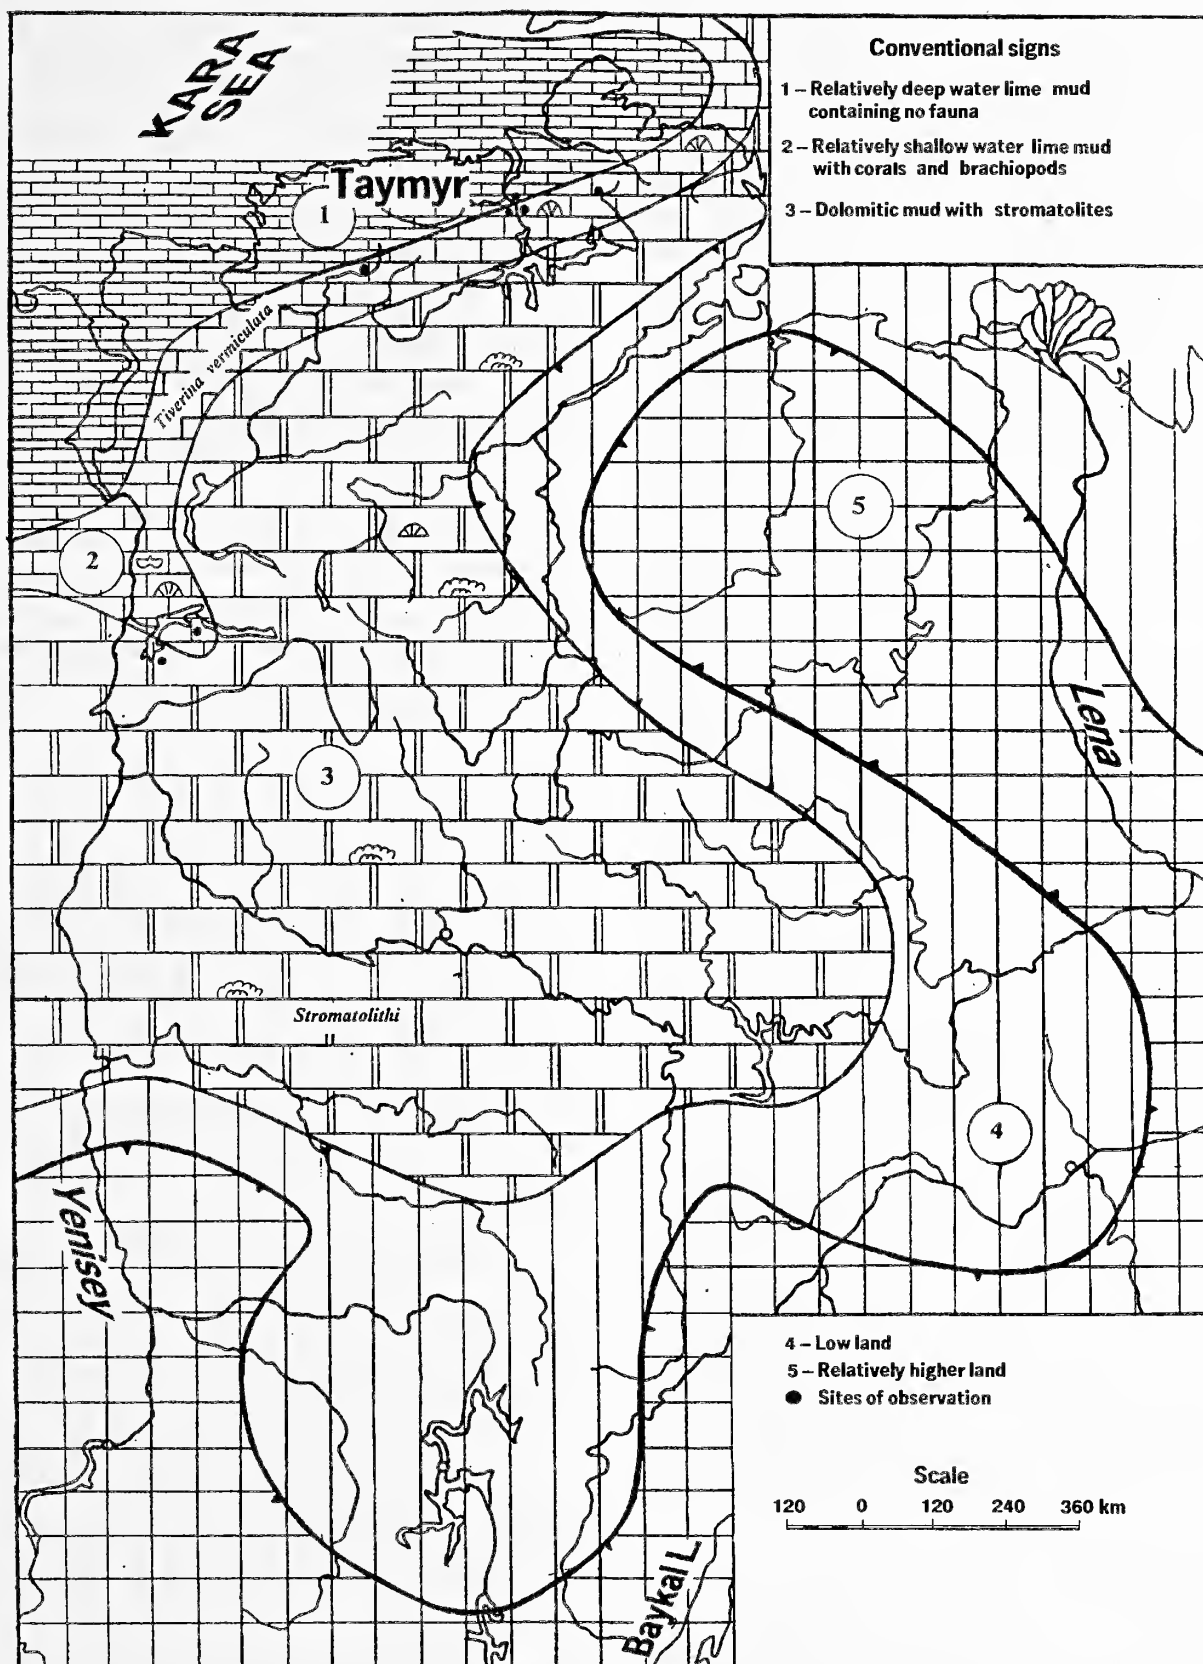 KARA
SEA
Conventional signs
1 – Relatively deep water lime mud
containing no fauna
2 – Relatively shallow water lime mud
with corals and brachiopods
3 – Dolomitic mud with stromatolites
Taymyr
1
Tiverina vermiculata
5
2
Lena
3
Stromatolithi
4
Yenisey
4 – Low land
5 – Relatively higher land
● Sites of observation
Scale
120 0 120 240 360 km
Baykal L.